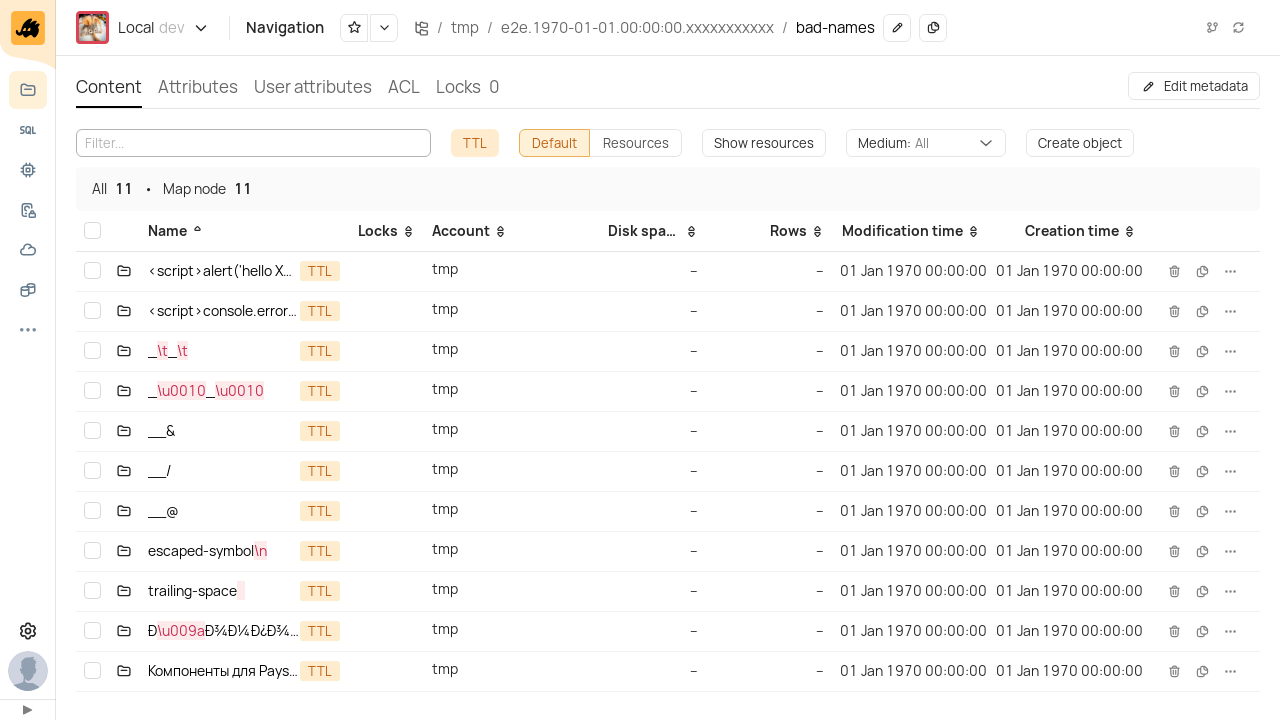 Local dev Navigation / tmp / e2e.1970-01-01.00:00:00.xxxxxxxxxxx / bad-names
Content Attributes User attributes ACL Locks 0 Edit metadata
Filter... TTL Default Resources Show resources Medium: All Create object
SQL
All 11 • Map node 11
Name Locks Account Disk spa... Rows Modification time Creation time
<script>alert('hello X... TTL tmp – – 01 Jan 1970 00:00:00 01 Jan 1970 00:00:00
<script>console.error... TTL tmp – – 01 Jan 1970 00:00:00 01 Jan 1970 00:00:00
_\t_\t TTL tmp – – 01 Jan 1970 00:00:00 01 Jan 1970 00:00:00
_\u0010_\u0010 TTL tmp – – 01 Jan 1970 00:00:00 01 Jan 1970 00:00:00
__& TTL tmp – – 01 Jan 1970 00:00:00 01 Jan 1970 00:00:00
__/ TTL tmp – – 01 Jan 1970 00:00:00 01 Jan 1970 00:00:00
__@ TTL tmp – – 01 Jan 1970 00:00:00 01 Jan 1970 00:00:00
escaped-symbol\n TTL tmp – – 01 Jan 1970 00:00:00 01 Jan 1970 00:00:00
trailing-space TTL tmp – – 01 Jan 1970 00:00:00 01 Jan 1970 00:00:00
Ð\u009aÐ¾Ð¼Ð¿Ð¾... TTL tmp – – 01 Jan 1970 00:00:00 01 Jan 1970 00:00:00
Компоненты для Pays... TTL tmp – – 01 Jan 1970 00:00:00 01 Jan 1970 00:00:00